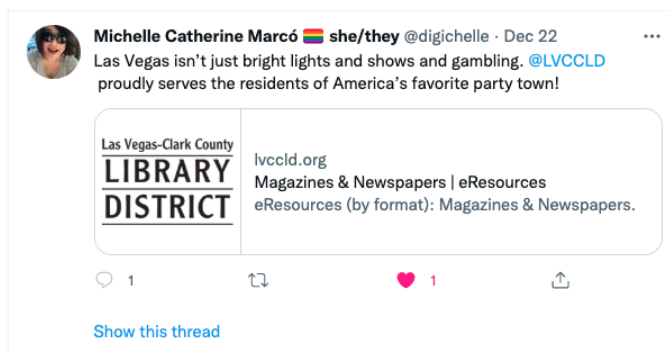 Michelle Catherine Marcó 🏳️‍🌈 she/they @digichelle · Dec 22 ...
Las Vegas isn't just bright lights and shows and gambling. @LVCCLD
proudly serves the residents of America's favorite party town!
Las Vegas-Clark County
LIBRARY
DISTRICT
lvccld.org
Magazines & Newspapers | eResources
eResources (by format): Magazines & Newspapers.
1 1
Show this thread